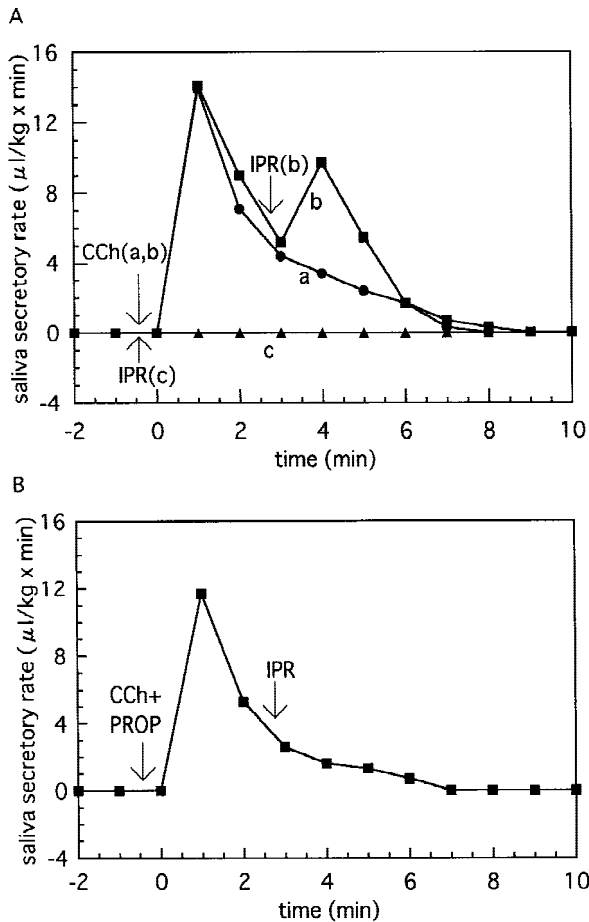 A
saliva secretory rate ( μl/kg x min)
16
12
8
4
0
-4
IPR(b)
b
CCh(a,b)
a
IPR(c)
c
-2 0 2 4 6 8 10
time (min)
B
saliva secretory rate ( μl/kg x min)
16
12
8
4
0
-4
IPR
CCh+
PROP
-2 0 2 4 6 8 10
time (min)